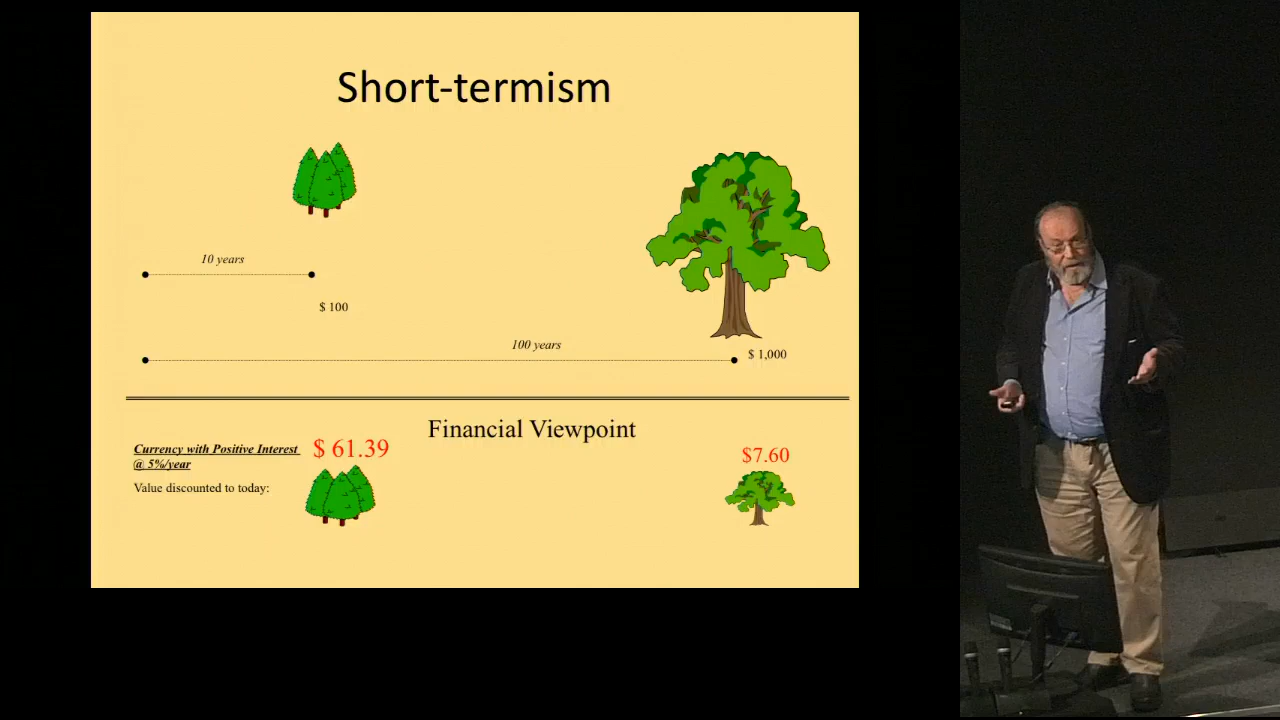 Short-termism
10 years
$ 100
100 years
$ 1,000
Financial Viewpoint
Currency with Positive Interest
@ 5%/year
$ 61.39
$7.60
Value discounted to today: